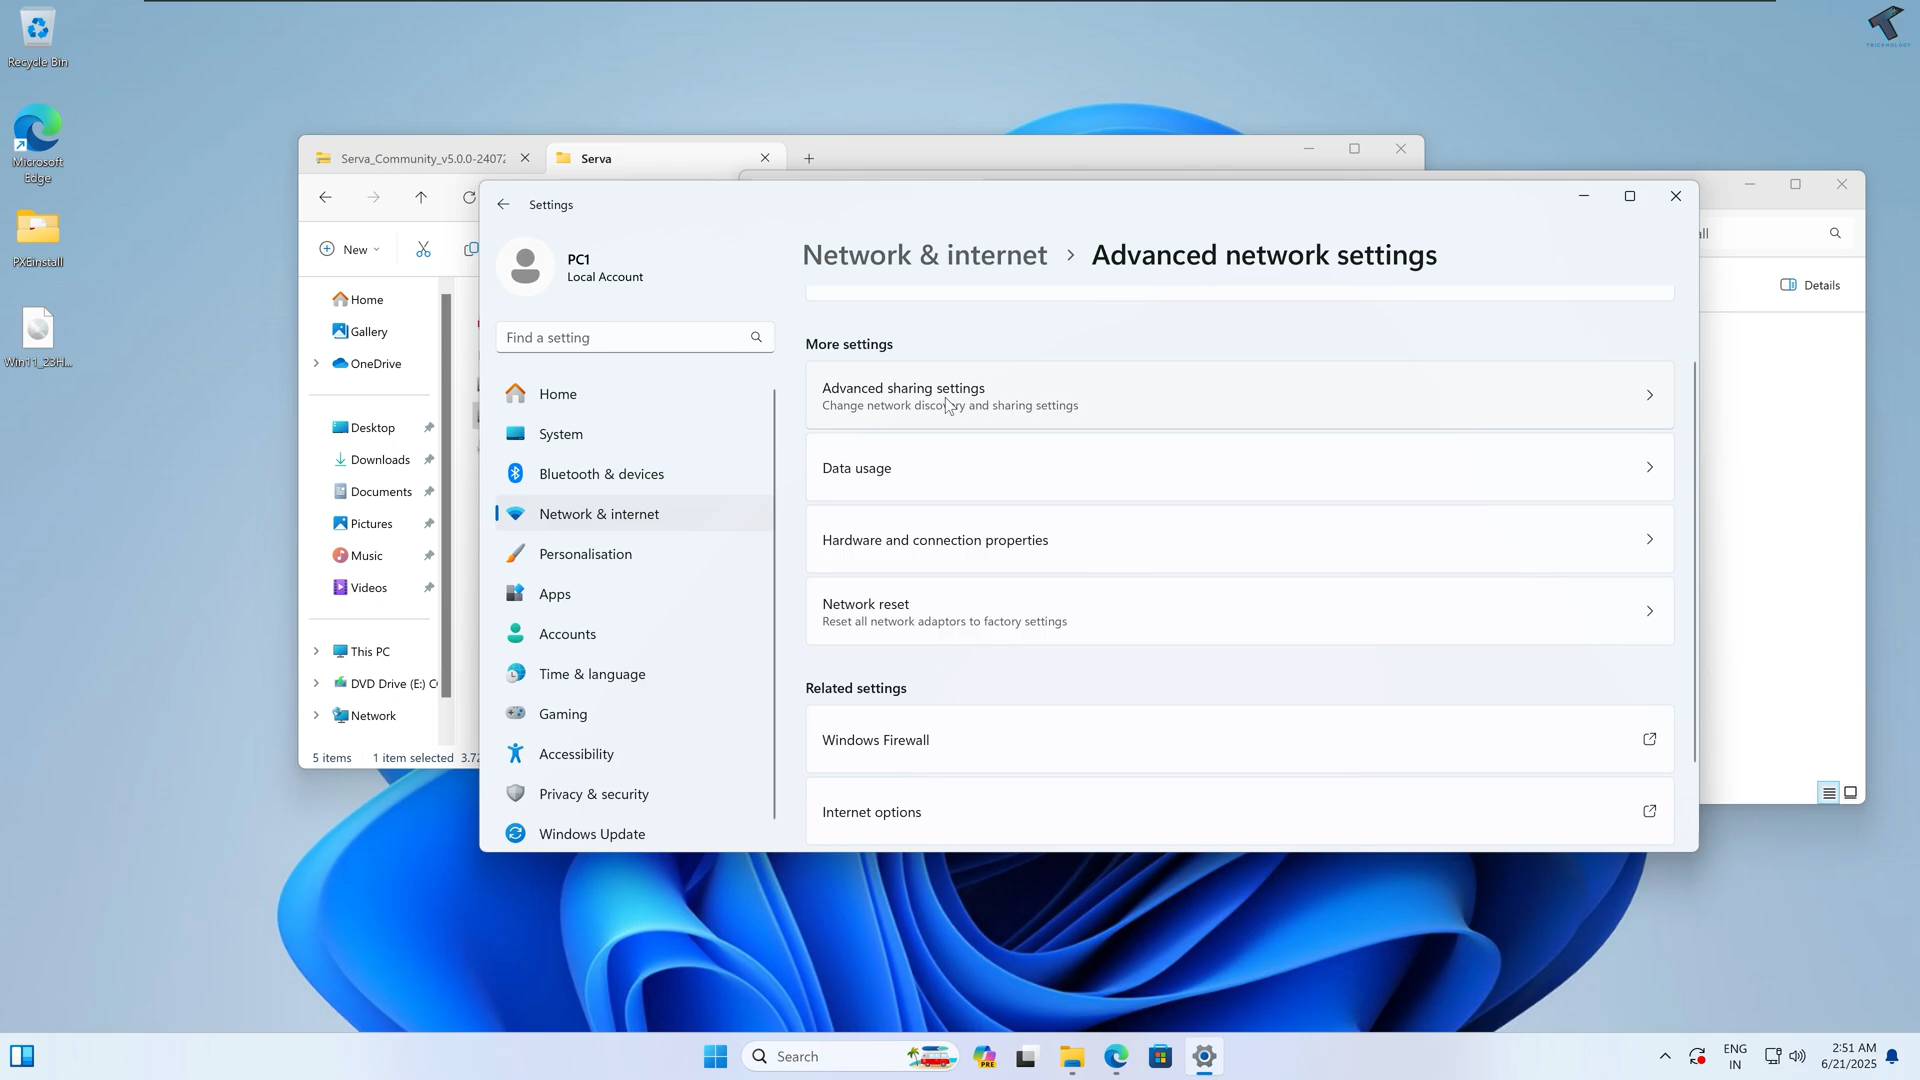 Recycle Bin
Microsoft
Edge
PXEinstall
Win11_23H...
TRICKNOLOGY
Serva_Community_v5.0.0-2407
Serva
New
Home
Gallery
OneDrive
Desktop
Downloads
Documents
Pictures
Music
Videos
This PC
DVD Drive (E:) C
Network
5 items
1 item selected
3.7
Details
Settings
PC1
Local Account
Find a setting
Home
System
Bluetooth & devices
Network & internet
Personalisation
Apps
Accounts
Time & language
Gaming
Accessibility
Privacy & security
Windows Update
Network & internet > Advanced network settings
More settings
Advanced sharing settings
Change network discovery and sharing settings
Data usage
Hardware and connection properties
Network reset
Reset all network adaptors to factory settings
Related settings
Windows Firewall
Internet options
Search
PRE
ENG
IN
2:51 AM
6/21/2025